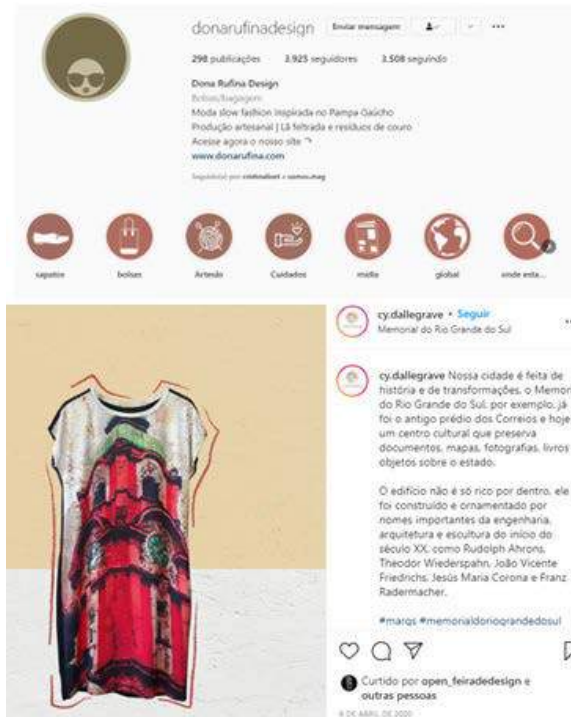 donarufinadesign Enviar mensagem
298 publicações 3.925 seguidores 3.508 seguindo
Dona Rufina Design
Bolsas/bagagem
Moda slow fashion inspirada no Pampa Gaúcho
Produção artesanal | Lã feltrada e resíduos de couro
Acesse agora o nosso site
www.donarufina.com
Seguido(a) por
sapatos bolsas Artesão Cuidados mídia global onde esta...
cy.dallegrave • Seguir
Memorial do Rio Grande do Sul
cy.dallegrave Nossa cidade é feita de
história e de transformações, o Memor
do Rio Grande do Sul, por exemplo, já
foi o antigo prédio dos Correios e hoje
um centro cultural que preserva
documentos, mapas, fotografias, livros
objetos sobre o estado.
O edifício não é só rico por dentro, ele
foi construído e ornamentado por
nomes importantes da engenharia,
arquitetura e escultura do início do
século XX, como Rudolph Ahrons,
Theodor Wiederspahn, João Vicente
Friedrichs, Jesús Maria Corona e Franz
Radermacher.
#margs #memorialdoriograndedosul
Curtido por open_feiradedesign e
outras pessoas
6 DE ABRIL DE 2020